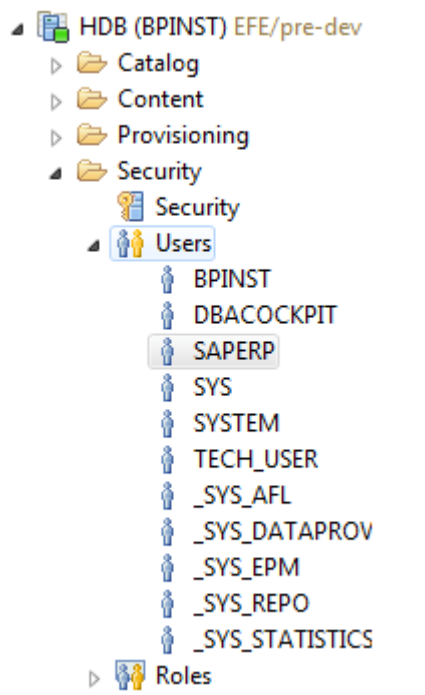 HDB (BPINST) EFE/pre-dev
Catalog
Content
Provisioning
Security
Security
Users
BPINST
DBACOCKPIT
SAPERP
SYS
SYSTEM
TECH_USER
_SYS_AFL
_SYS_DATAPROV
_SYS_EPM
_SYS_REPO
_SYS_STATISTICS
Roles